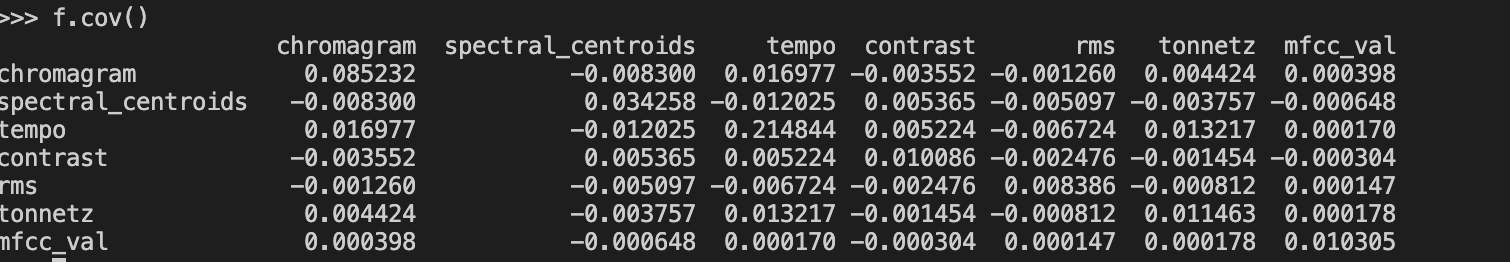 >>> f.cov()
chromagram spectral_centroids tempo contrast rms tonnetz mfcc_val
chromagram 0.085232 -0.008300 0.016977 -0.003552 -0.001260 0.004424 0.000398
spectral_centroids -0.008300 0.034258 -0.012025 0.005365 -0.005097 -0.003757 -0.000648
tempo 0.016977 -0.012025 0.214844 0.005224 -0.006724 0.013217 0.000170
contrast -0.003552 0.005365 0.005224 0.010086 -0.002476 -0.001454 -0.000304
rms -0.001260 -0.005097 -0.006724 -0.002476 0.008386 -0.000812 0.000147
tonnetz 0.004424 -0.003757 0.013217 -0.001454 -0.000812 0.011463 0.000178
mfcc_val 0.000398 -0.000648 0.000170 -0.000304 0.000147 0.000178 0.010305